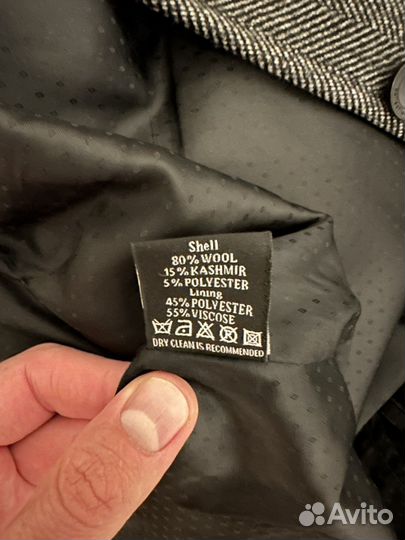 Shell
80% WOOL
15% KASHMIR
5% POLYESTER
Lining
45% POLYESTER
55% VISCOSE
DRY CLEAN IS RECOMMENDED
Avito